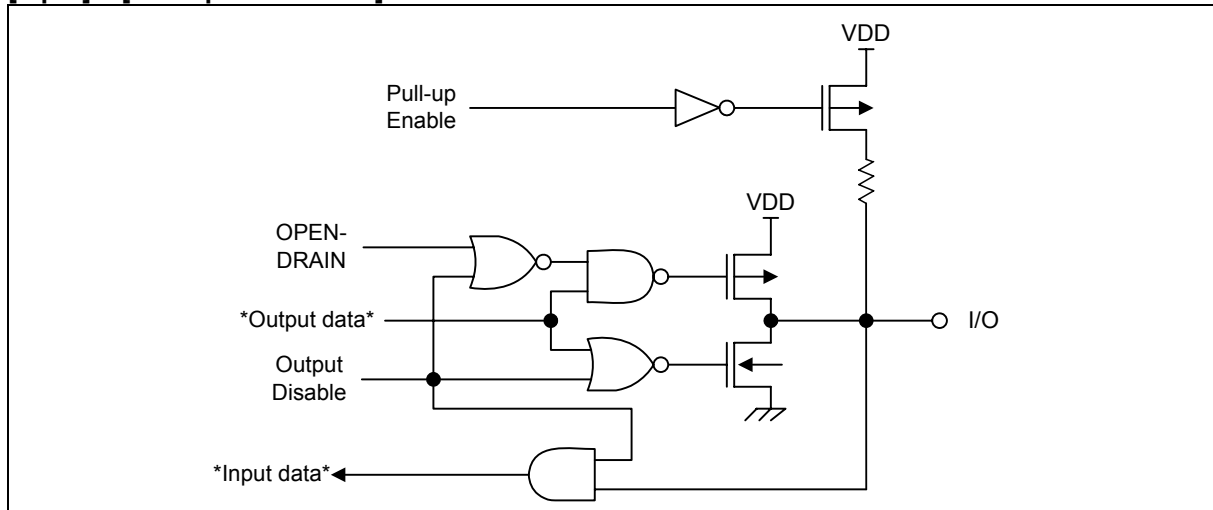 VDD
Pull-up
Enable
VDD
OPEN-
DRAIN
*Output data*
I/O
Output
Disable
*Input data*